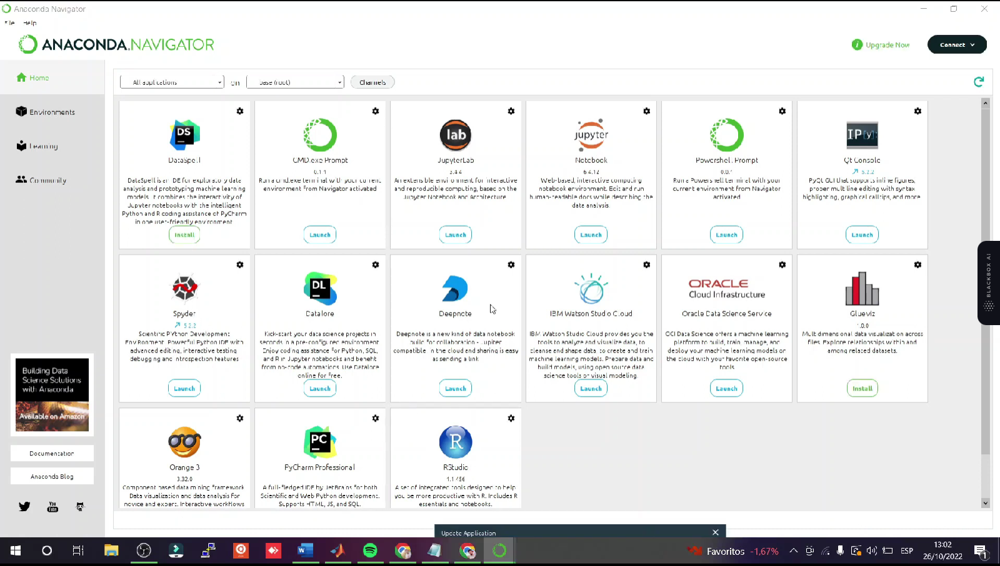 Anaconda Navigator
File Help
ANACONDA.NAVIGATOR
Upgrade Now
Connect
Home
Environments
Learning
Community
All applications on base (root) Channels
DS
DataSpell
DataSpell is an IDE for exploratory data
analysis and prototyping machine learning
models. It combines the interactivity of
Jupyter notebooks with the intelligent
Python and R coding assistance of PyCharm
in one user-friendly environment
Install
CMD.exe Prompt
0.1.1
Run a cmd.exe terminal with your current
environment from Navigator activated
Launch
lab
JupyterLab
3.4.4
An extensible environment for interactive
and reproducible computing, based on the
Jupyter Notebook and Architecture.
Launch
jupyter
Notebook
6.4.12
Web-based, interactive computing
notebook environment. Edit and run
human-readable docs while describing the
data analysis.
Launch
Powershell Prompt
0.0.1
Run a Powershell terminal with your
current environment from Navigator
activated
Launch
IP[y]:
Qt Console
5.2.2
PyQt GUI that supports inline figures,
proper multiline editing with syntax
highlighting, graphical calltips, and more
Launch
Spyder
5.2.2
Scientific PYthon Development
EnviRonment. Powerful Python IDE with
advanced editing, interactive testing
debugging and introspection features
Launch
DL
Datalore
Kick-start your data science projects in
seconds in a pre-configured environment
Enjoy coding assistance for Python, SQL,
and R in Jupyter notebooks and benefit
from no-code automations. Use Datalore
online for free.
Launch
Deepnote
Deepnote is a new kind of data notebook
build for collaboration - Jupiter
compatible. in the cloud and sharing is easy
as sending a link
Launch
IBM Watson Studio Cloud
IBM Watson Studio Cloud provides you the
tools to analyze and visualize data, to
cleanse and shape data, to create and train
machine learning models. Prepare data and
build models, using open source data
science tools or visual modeling.
Launch
ORACLE
Cloud Infrastructure
Oracle Data Science Service
OCI Data Science offers a machine learning
platform to build, train, manage, and
deploy your machine learning models on
the cloud with your favorite open-source
tools
Launch
Glueviz
1.0.0
Multidimensional data visualization across
files. Explore relationships within and
among related datasets.
Install
Orange 3
3.32.0
Component based data mining framework
Data visualization and data analysis for
novice and expert. Interactive workflows
PC
PyCharm Professional
A full-fledged IDE by JetBrains for both
Scientific and Web Python development.
Supports HTML, JS, and SQL.
R
RStudio
1.1.456
A set of integrated tools designed to help
you be more productive with R. Includes R
essentials and notebooks.
BLACKBOX AI
Building Data
Science Solutions
with Anaconda
Available on Amazon
Documentation
Anaconda Blog
You
Tube
Update Application
Favoritos -1,67%
ESP
13:02
26/10/2022
1